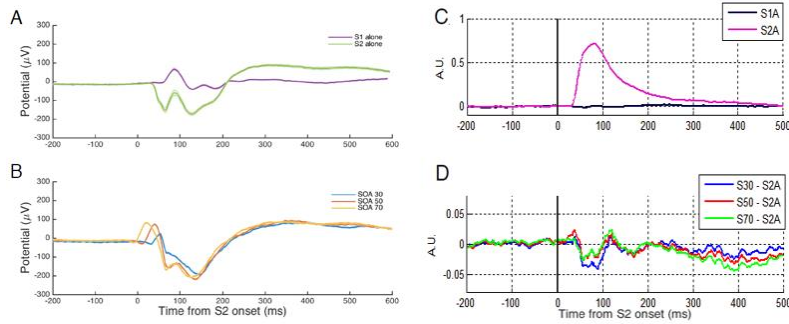 A
Potential (μV)
300
200
100
0
-100
-200
-300
S1 alone
S2 alone
-200 -100 0 100 200 300 400 500 600
B
Potential (μV)
300
200
100
0
-100
-200
-300
SOA 30
SOA 50
SOA 70
-200 -100 0 100 200 300 400 500 600
Time from S2 onset (ms)
C
A.U.
1
0.5
0
S1A
S2A
-200 -100 0 100 200 300 400 500
D
A.U.
0.05
0
-0.05
S30 - S2A
S50 - S2A
S70 - S2A
-200 -100 0 100 200 300 400 500
Time from S2 onset (ms)